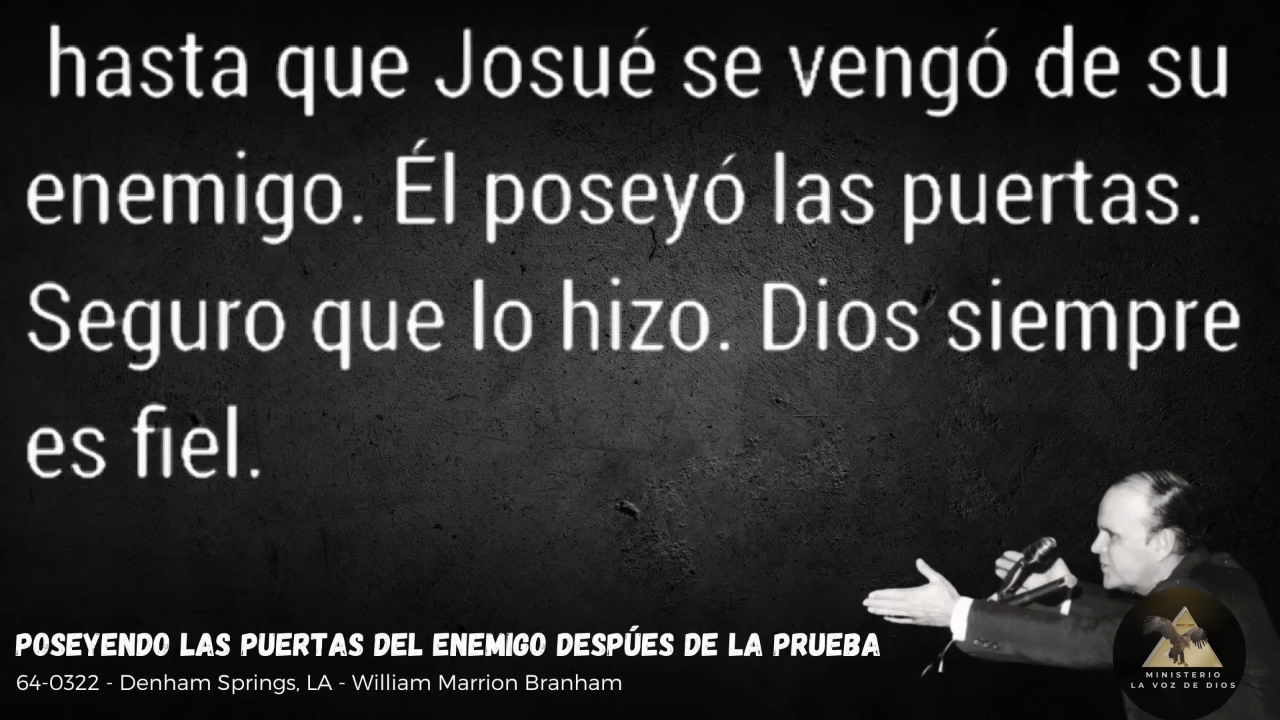 hasta que Josué se vengó de su
enemigo. Él poseyó las puertas.
Seguro que lo hizo. Dios siempre
es fiel.
POSEYENDO LAS PUERTAS DEL ENEMIGO DESPÚES DE LA PRUEBA
64-0322 - Denham Springs, LA - William Marrion Branham
MINISTERIO
LA VOZ DE DIOS